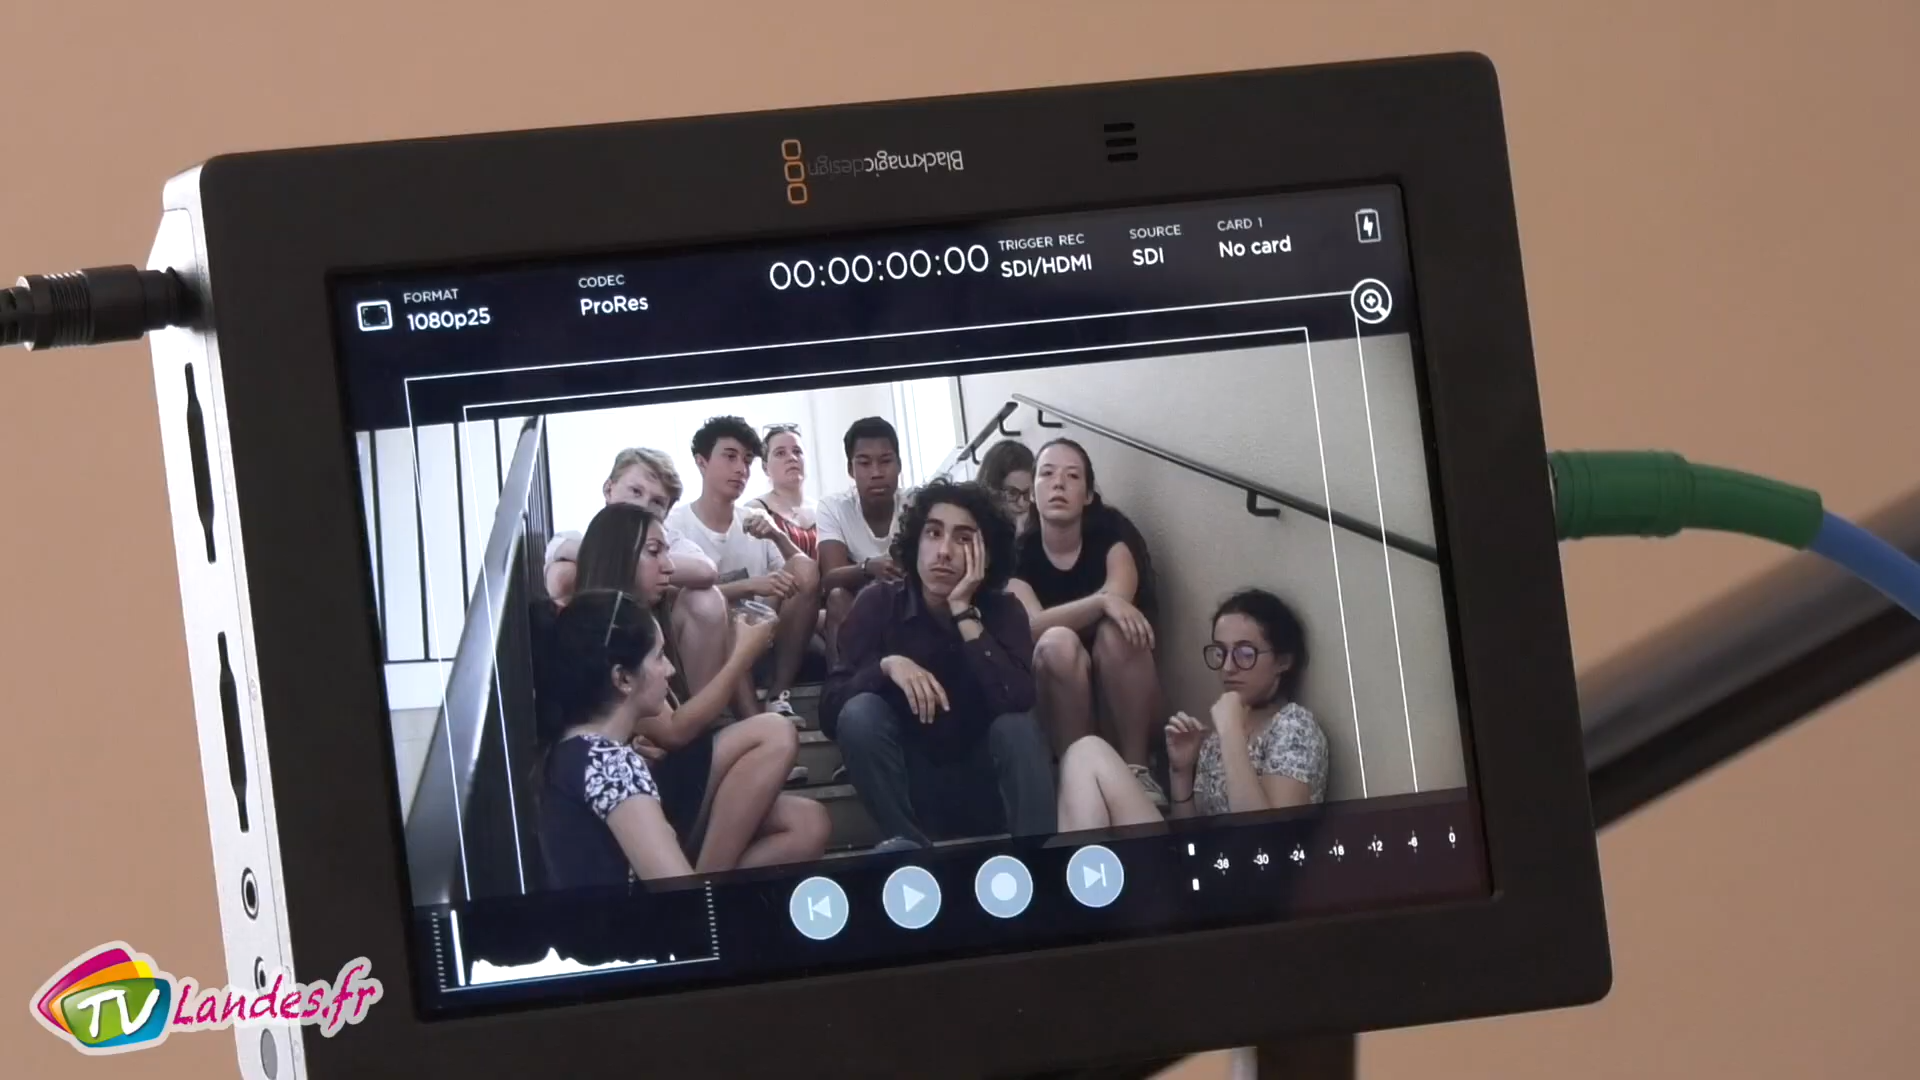 Blackmagicdesign
FORMAT
1080p25
CODEC
ProRes
00:00:00:00
TRIGGER REC
SDI/HDMI
SOURCE
SDI
CARD 1
No card
-36 -30 -24 -18 -12 -6 0
TV Landes.fr